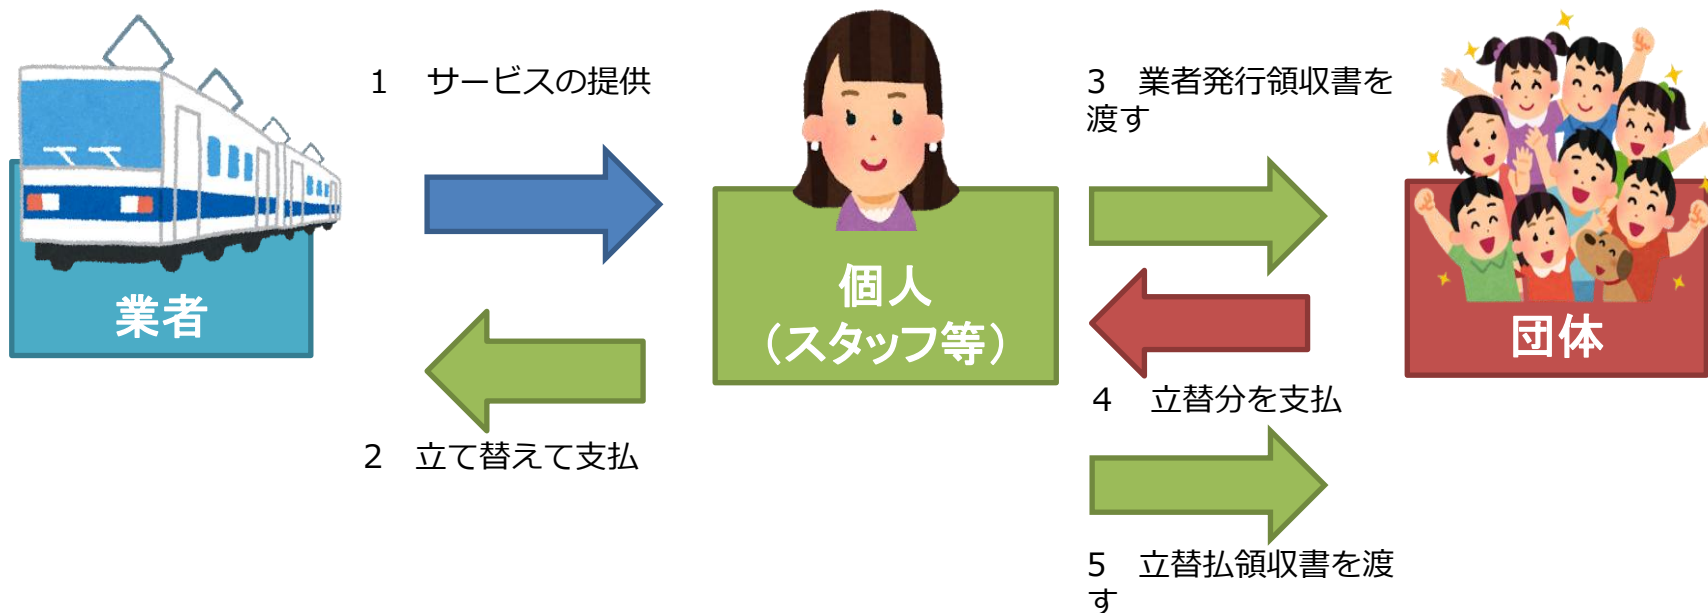 1　サービスの提供
3　業者発行領収書を
渡す
業者
個人
（スタッフ等）
団体
4　立替分を支払
2　立て替えて支払
5　立替払領収書を渡
す